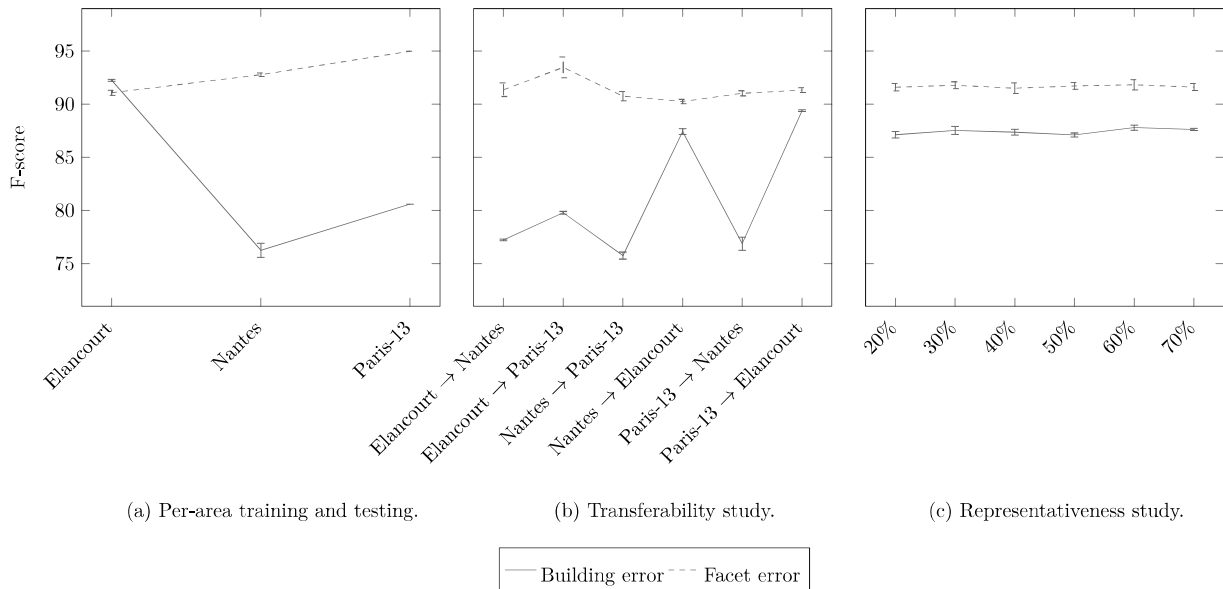 F-score
95
90
85
80
75
Elancourt
Nantes
Paris-13
Elancourt → Nantes
Elancourt → Paris-13
Nantes → Paris-13
Nantes → Elancourt
Paris-13 → Nantes
Paris-13 → Elancourt
20%
30%
40%
50%
60%
70%
(a) Per-area training and testing.
(b) Transferability study.
(c) Representativeness study.
Building error
Facet error